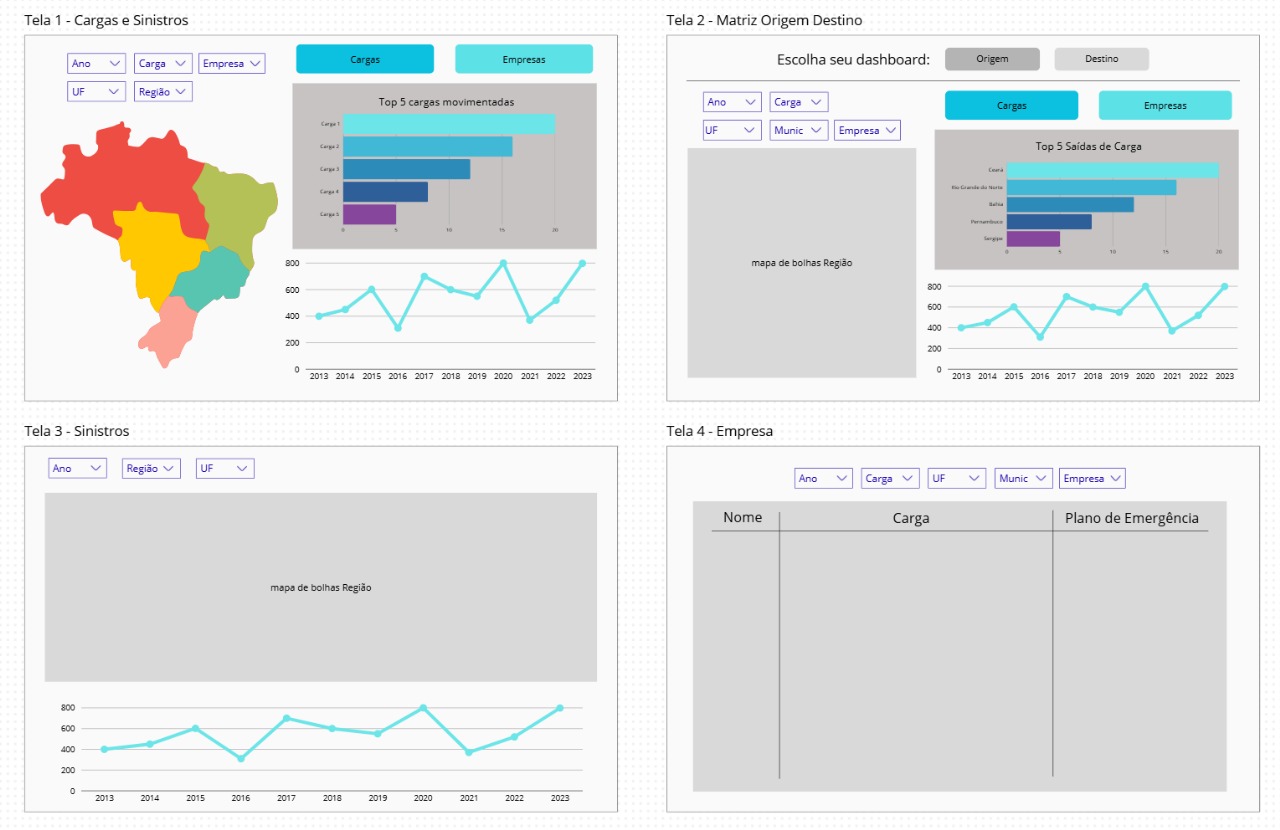 Tela 1 - Cargas e Sinistros
Ano
Carga
Empresa
UF
Região
Cargas
Empresas
Top 5 cargas movimentadas
Carga 1
Carga 2
Carga 3
Carga 4
Carga 5
0 5 10 15 20
800
600
400
200
0
2013 2014 2015 2016 2017 2018 2019 2020 2021 2022 2023
Tela 2 - Matriz Origem Destino
Escolha seu dashboard:
Origem
Destino
Ano
Carga
UF
Munic
Empresa
mapa de bolhas Região
Cargas
Empresas
Top 5 Saídas de Carga
Ceará
Rio Grande do Norte
Bahia
Pernambuco
Sergipe
0 5 10 15 20
800
600
400
200
0
2013 2014 2015 2016 2017 2018 2019 2020 2021 2022 2023
Tela 3 - Sinistros
Ano
Região
UF
mapa de bolhas Região
800
600
400
200
0
2013 2014 2015 2016 2017 2018 2019 2020 2021 2022 2023
Tela 4 - Empresa
Ano
Carga
UF
Munic
Empresa
Nome
Carga
Plano de Emergência